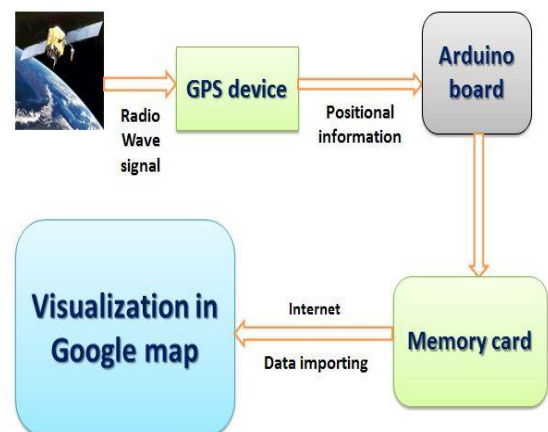 Radio
Wave
signal
GPS device
Positional
information
Arduino
board
Memory card
Internet
Data importing
Visualization in
Google map